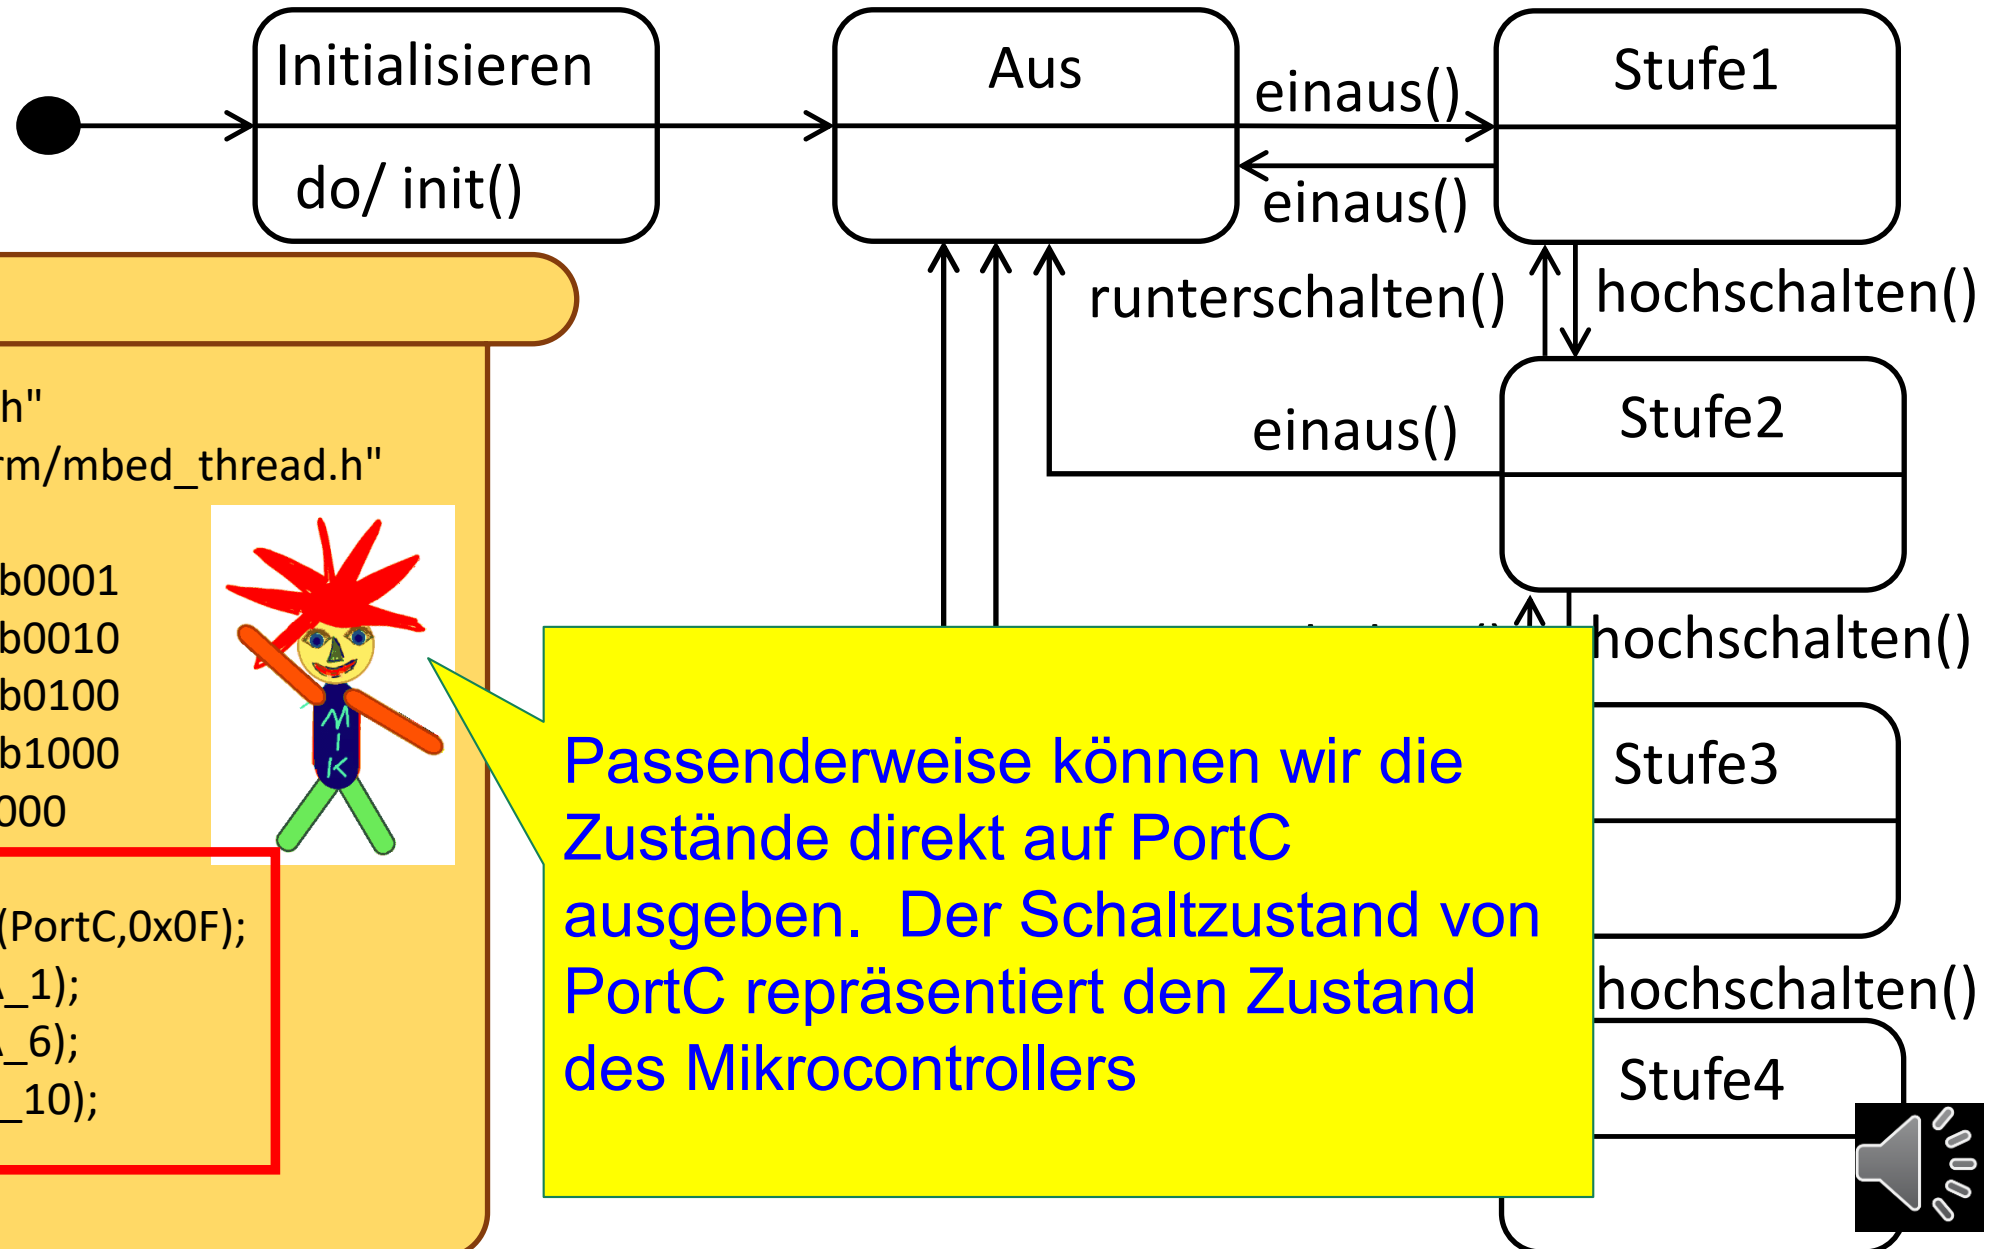 Initialisieren
do/ init()
Aus
einaus()
einaus()
Stufe1
runterschalten()
hochschalten()
einaus()
Stufe2
hochschalten()
Stufe3
hochschalten()
Stufe4
h"
rm/mbed_thread.h"
b0001
b0010
b0100
b1000
000
(PortC,0x0F);
_1);
_6);
_10);
MIK
Passenderweise können wir die
Zustände direkt auf PortC
ausgeben.  Der Schaltzustand von
PortC repräsentiert den Zustand
des Mikrocontrollers